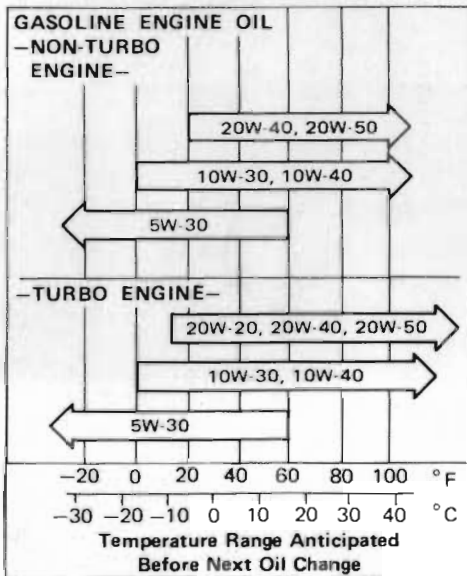 GASOLINE ENGINE OIL
—NON-TURBO
ENGINE—
20W-40, 20W-50
10W-30, 10W-40
5W-30
—TURBO ENGINE—
20W-20, 20W-40, 20W-50
10W-30, 10W-40
5W-30
−20 0 20 40 60 80 100 °F
−30 −20 −10 0 10 20 30 40 °C
Temperature Range Anticipated
Before Next Oil Change